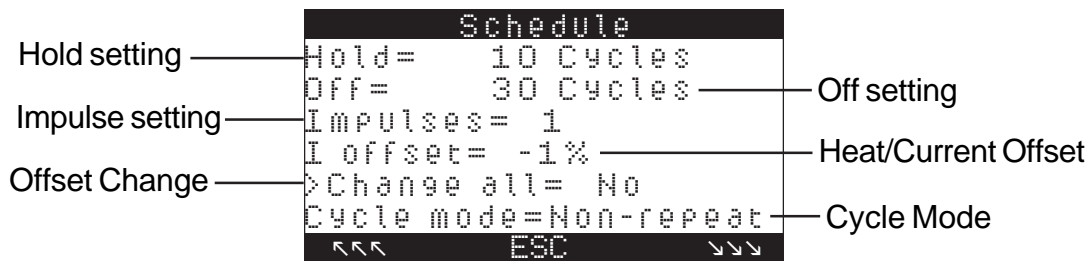 Schedule
Hold setting
Hold=    10 Cycles
Off=     30 Cycles
Off setting
Impulse setting
Impulses=  1
I offset=  -1%
Heat/Current Offset
Offset Change
>Change all=  No
Cycle mode=Non-repeat
Cycle Mode
↖↖↖ ESC ↘↘↘